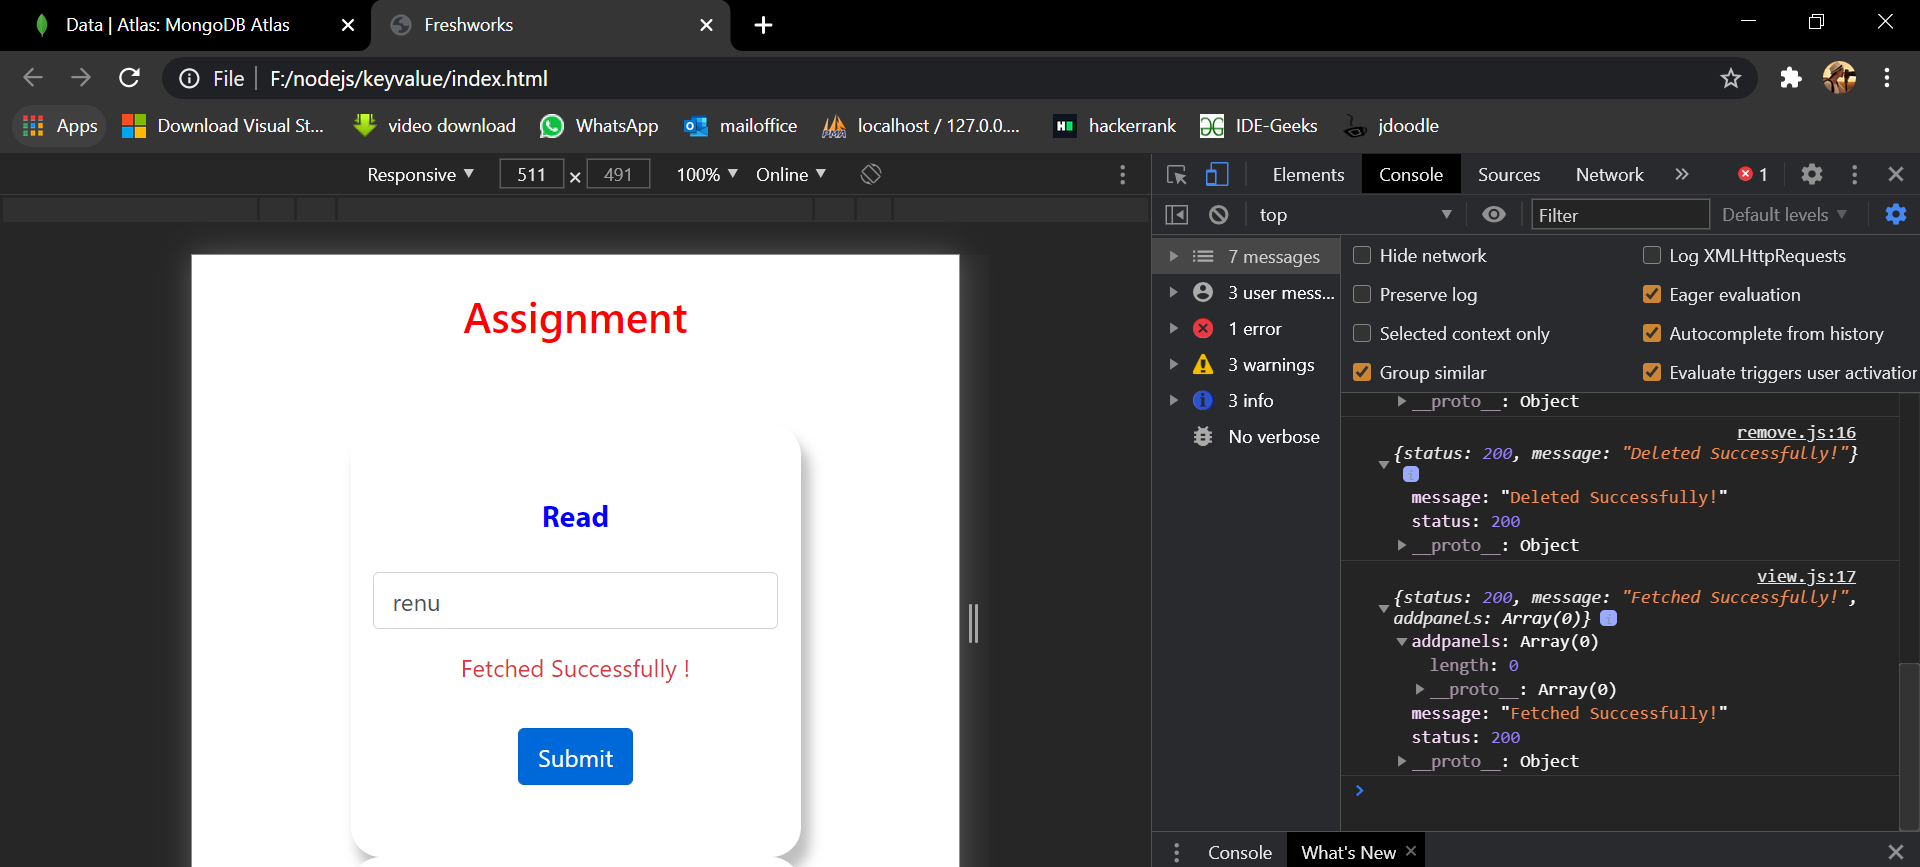 Data | Atlas: MongoDB Atlas
Freshworks
File
F:/nodejs/keyvalue/index.html
Apps
Download Visual St...
video download
WhatsApp
mailoffice
localhost / 127.0.0....
hackerrank
IDE-Geeks
jdoodle
Responsive
511 × 491
100%
Online
Elements
Console
Sources
Network
1
top
Filter
Default levels
7 messages
3 user mess...
1 error
3 warnings
3 info
No verbose
Hide network
Log XMLHttpRequests
Preserve log
Eager evaluation
Selected context only
Autocomplete from history
Group similar
Evaluate triggers user activation
__proto__: Object
remove.js:16
{status: 200, message: "Deleted Successfully!"}
message: "Deleted Successfully!"
status: 200
__proto__: Object
view.js:17
{status: 200, message: "Fetched Successfully!",
addpanels: Array(0)}
addpanels: Array(0)
length: 0
__proto__: Array(0)
message: "Fetched Successfully!"
status: 200
__proto__: Object
Assignment
Read
renu
Fetched Successfully !
Submit
Console
What's New